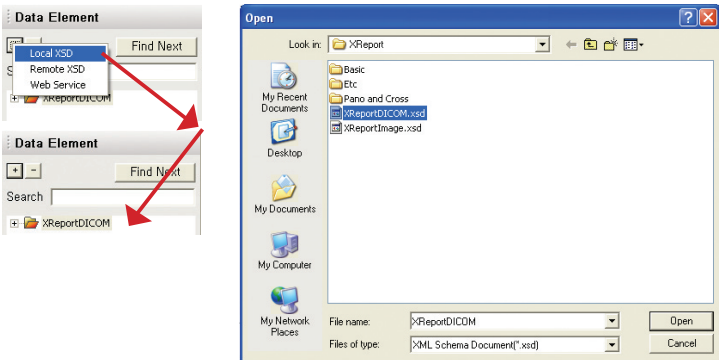 Data Element
Find Next
Local XSD
Remote XSD
Web Service
XReportDICOM
Data Element
+ -
Find Next
Search
XReportDICOM
Open
Look in: XReport
My Recent
Documents
Desktop
My Documents
My Computer
My Network
Places
Basic
Etc
Pano and Cross
XReportDICOM.xsd
XReportImage.xsd
File name: XReportDICOM Open
Files of type: XML Schema Document(*.xsd) Cancel